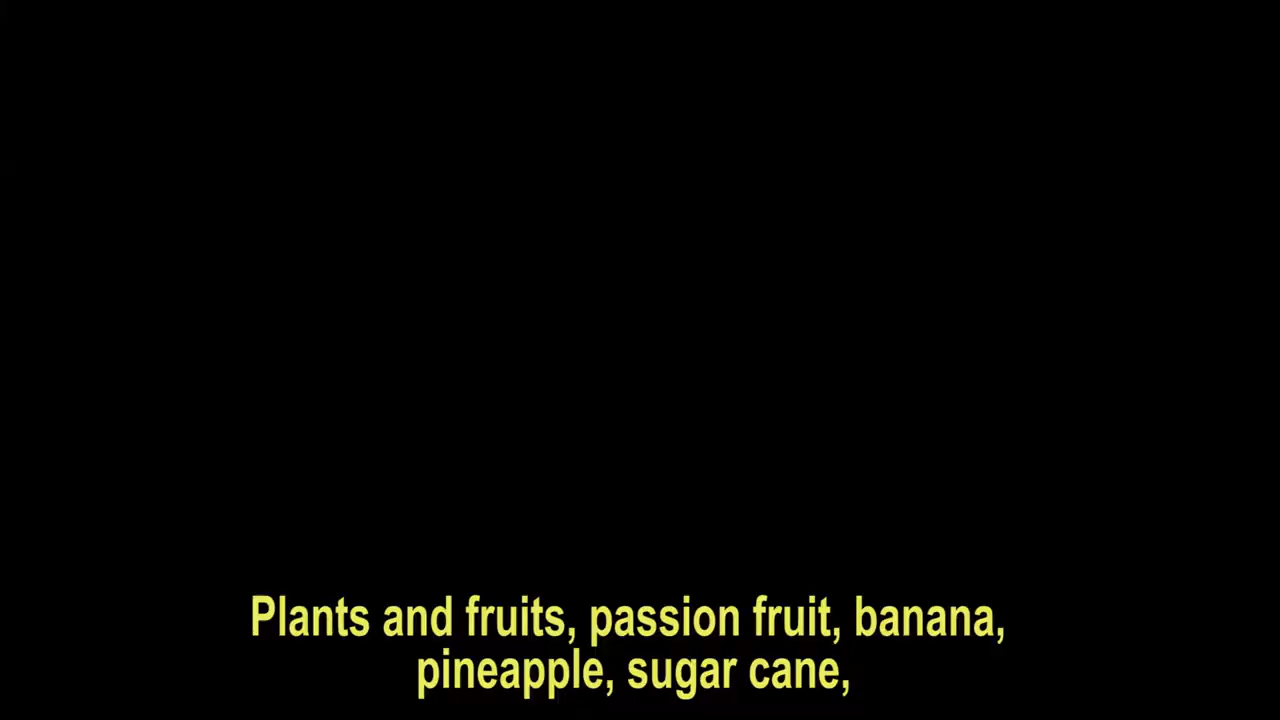 Plants and fruits, passion fruit, banana,
pineapple, sugar cane,